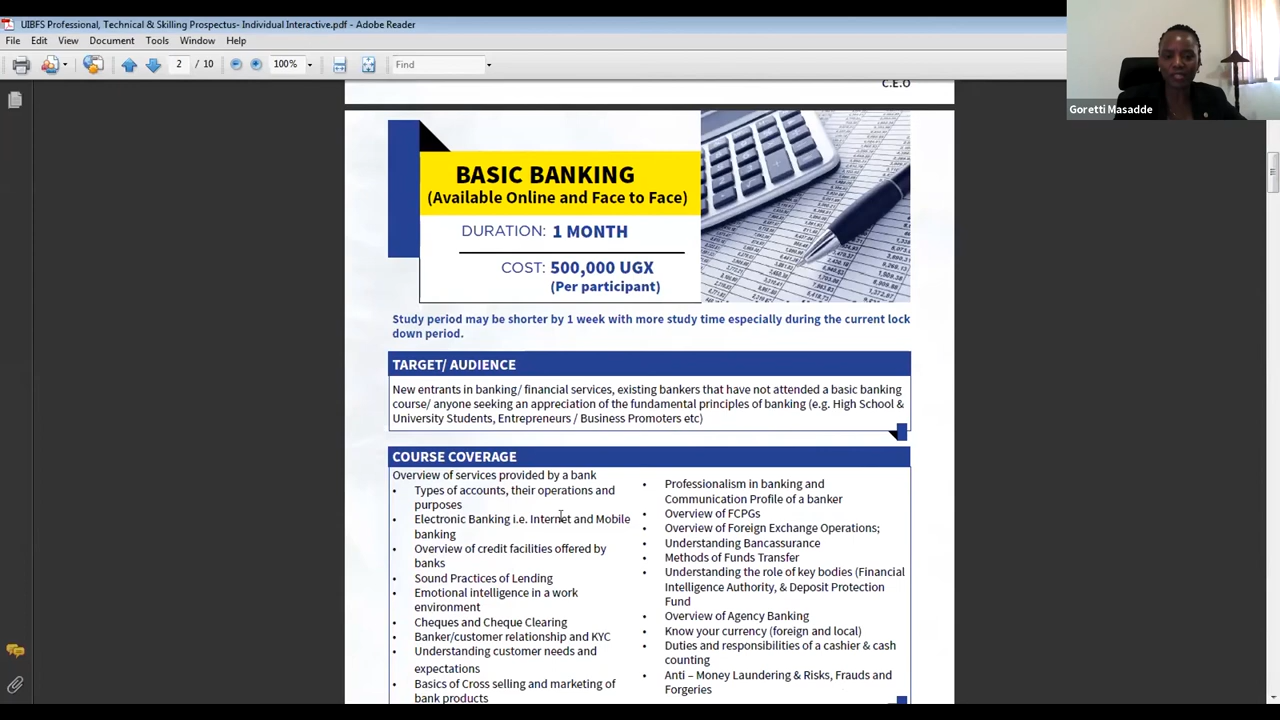 UIBFS Professional, Technical & Skilling Prospectus- Individual Interactive.pdf - Adobe Reader
File Edit View Document Tools Window Help
2 / 10 100% Find
Goretti Masadde
C.E.O
BASIC BANKING
(Available Online and Face to Face)
DURATION: 1 MONTH
COST: 500,000 UGX
(Per participant)
Study period may be shorter by 1 week with more study time especially during the current lock
down period.
TARGET/ AUDIENCE
New entrants in banking/ financial services, existing bankers that have not attended a basic banking
course/ anyone seeking an appreciation of the fundamental principles of banking (e.g. High School &
University Students, Entrepreneurs / Business Promoters etc)
COURSE COVERAGE
Overview of services provided by a bank
• Types of accounts, their operations and
purposes
• Electronic Banking i.e. Internet and Mobile
banking
• Overview of credit facilities offered by
banks
• Sound Practices of Lending
• Emotional intelligence in a work
environment
• Cheques and Cheque Clearing
• Banker/customer relationship and KYC
• Understanding customer needs and
expectations
• Basics of Cross selling and marketing of
bank products
• Professionalism in banking and
Communication Profile of a banker
• Overview of FCPGs
• Overview of Foreign Exchange Operations;
• Understanding Bancassurance
• Methods of Funds Transfer
• Understanding the role of key bodies (Financial
Intelligence Authority, & Deposit Protection
Fund
• Overview of Agency Banking
• Know your currency (foreign and local)
• Duties and responsibilities of a cashier & cash
counting
• Anti – Money Laundering & Risks, Frauds and
Forgeries